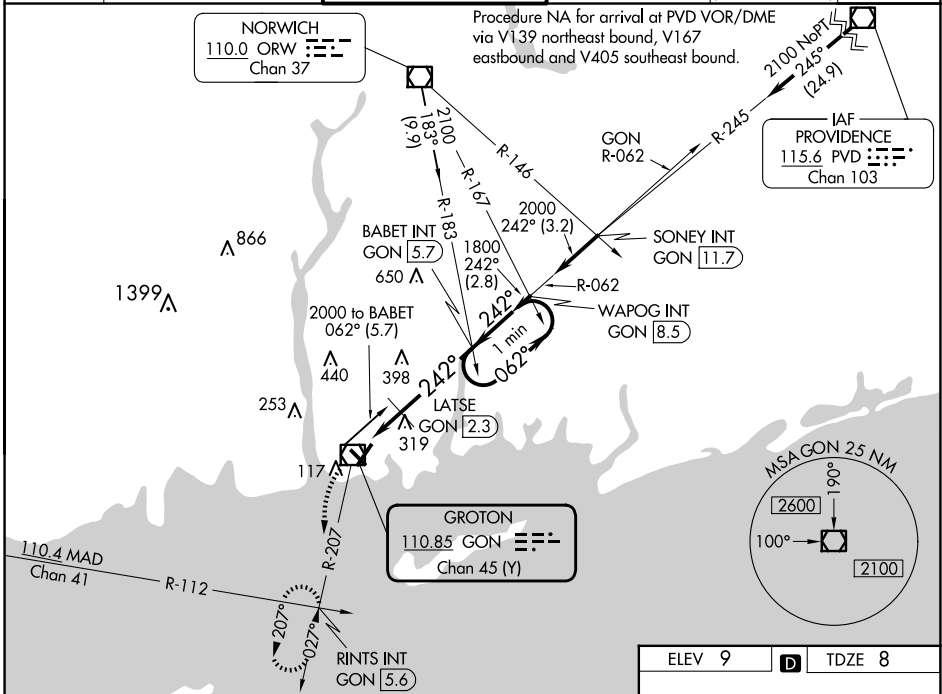 NORWICH
110.0 ORW
Chan 37
Procedure NA for arrival at PVD VOR/DME
via V139 northeast bound, V167
eastbound and V405 southeast bound.
2100 NoPT
245°
(24.9)
R-245
IAF
PROVIDENCE
115.6 PVD
Chan 103
2100
183°
(9.9)
R-183
R-167
R-146
GON
R-062
2000
242° (3.2)
SONEY INT
GON 11.7
BABET INT
GON 5.7
1800
242°
(2.8)
R-062
WAPOG INT
GON 8.5
866
650
1399
2000 to BABET
062° (5.7)
242°
1 min
062°
242°
440
398
LATSE
GON 2.3
253
319
117
GROTON
110.85 GON
Chan 45 (Y)
MSA GON 25 NM
190°
2600
100°
2100
110.4 MAD
Chan 41
R-112
R-207
207°
027°
RINTS INT
GON 5.6
ELEV 9 D TDZE 8